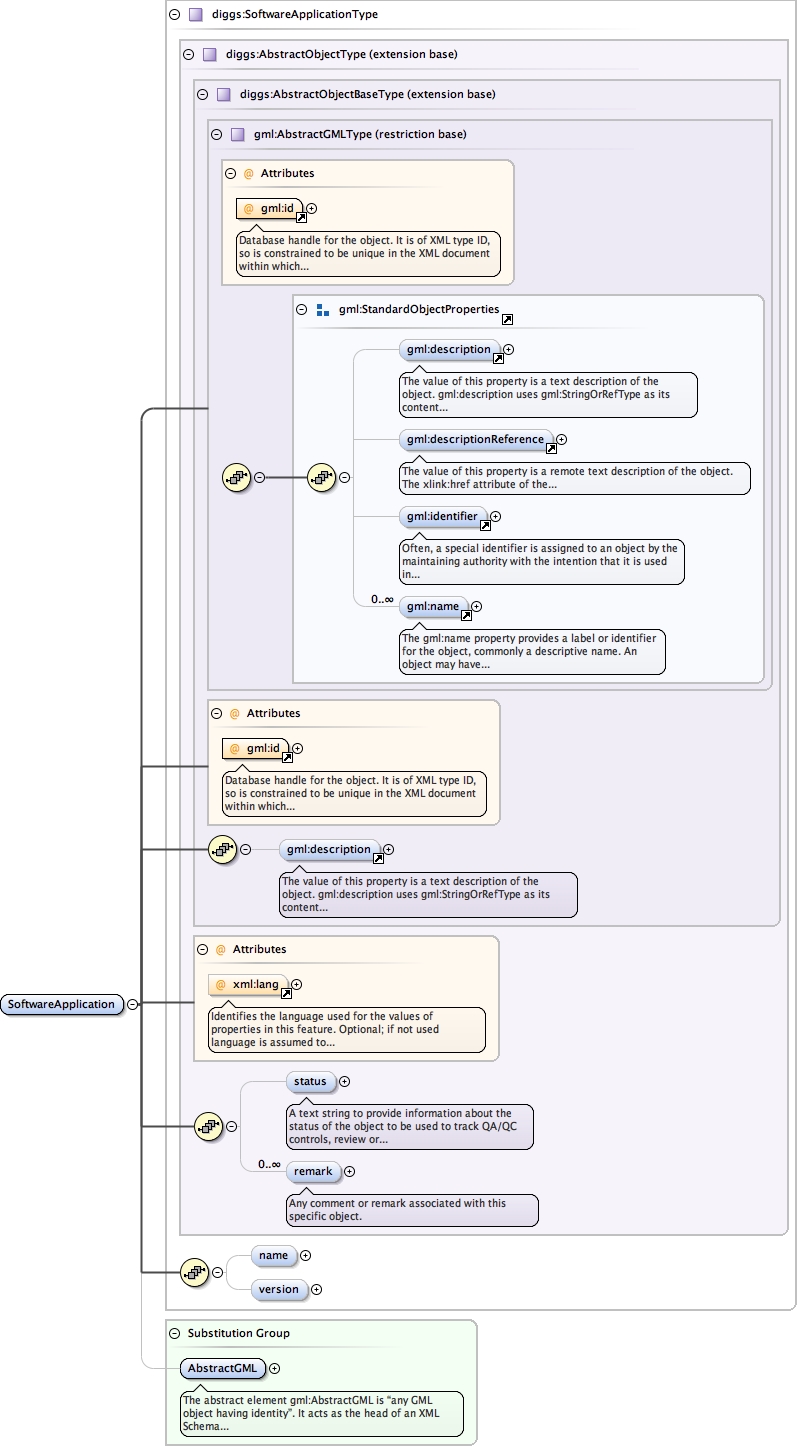 diggs:SoftwareApplicationType
diggs:AbstractObjectType (extension base)
diggs:AbstractObjectBaseType (extension base)
gml:AbstractGMLType (restriction base)
@ Attributes
@ gml:id
Database handle for the object. It is of XML type ID,
so is constrained to be unique in the XML document
within which...
gml:StandardObjectProperties
gml:description
The value of this property is a text description of the
object. gml:description uses gml:StringOrRefType as its
content...
gml:descriptionReference
The value of this property is a remote text description of the object.
The xlink:href attribute of the...
gml:identifier
Often, a special identifier is assigned to an object by the
maintaining authority with the intention that it is used
in...
0..∞
gml:name
The gml:name property provides a label or identifier
for the object, commonly a descriptive name. An
object may have...
@ Attributes
@ gml:id
Database handle for the object. It is of XML type ID,
so is constrained to be unique in the XML document
within which...
gml:description
The value of this property is a text description of the
object. gml:description uses gml:StringOrRefType as its
content...
@ Attributes
@ xml:lang
SoftwareApplication
Identifies the language used for the values of
properties in this feature. Optional; if not used
language is assumed to...
status
A text string to provide information about the
status of the object to be used to track QA/QC
controls, review or...
0..∞
remark
Any comment or remark associated with this
specific object.
name
version
Substitution Group
AbstractGML
The abstract element gml:AbstractGML is "any GML
object having identity". It acts as the head of an XML
Schema...